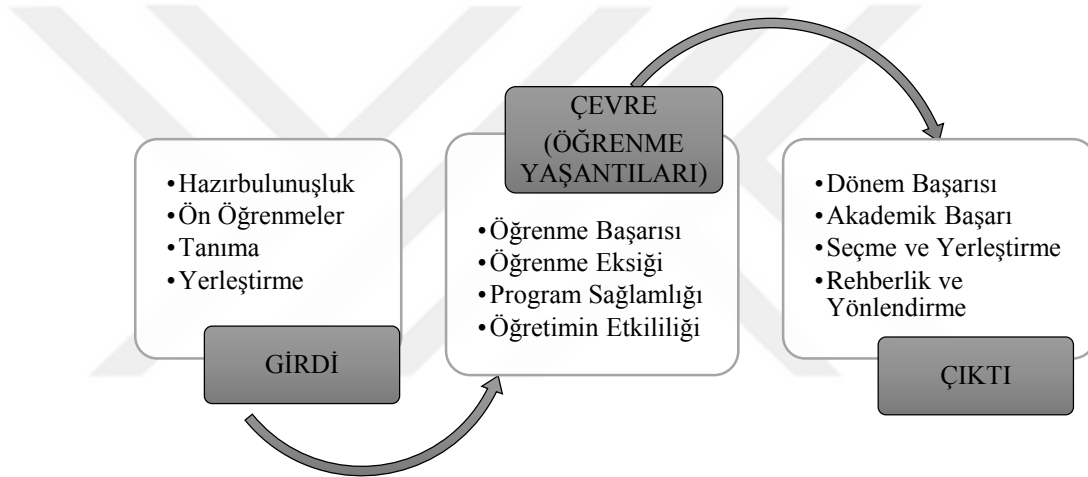 •Hazırbulunuşluk
•Ön Öğrenmeler
•Tanıma
•Yerleştirme
GİRDİ
ÇEVRE
(ÖĞRENME
YAŞANTILARI)
•Öğrenme Başarısı
•Öğrenme Eksiği
•Program Sağlamlığı
•Öğretimin Etkililiği
•Dönem Başarısı
•Akademik Başarı
•Seçme ve Yerleştirme
•Rehberlik ve
Yönlendirme
ÇIKTI